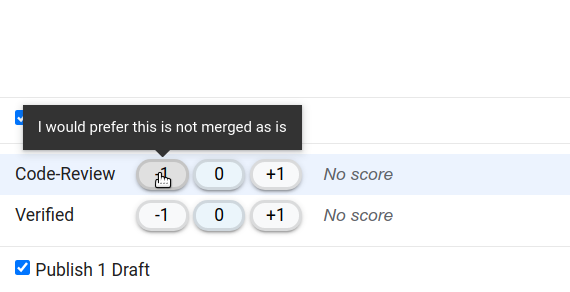 I would prefer this is not merged as is
Code-Review -1 0 +1 No score
Verified -1 0 +1 No score
Publish 1 Draft